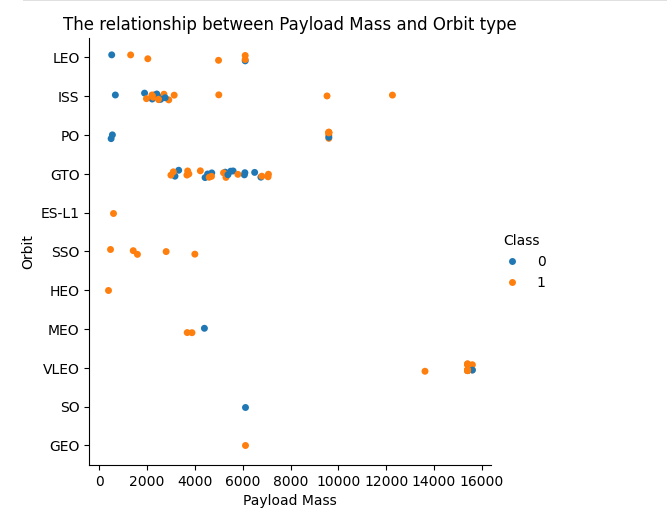 The relationship between Payload Mass and Orbit type
LEO
ISS
PO
GTO
ES-L1
SSO
HEO
MEO
VLEO
SO
GEO
Orbit
0 2000 4000 6000 8000 10000 12000 14000 16000
Payload Mass
Class
0
1